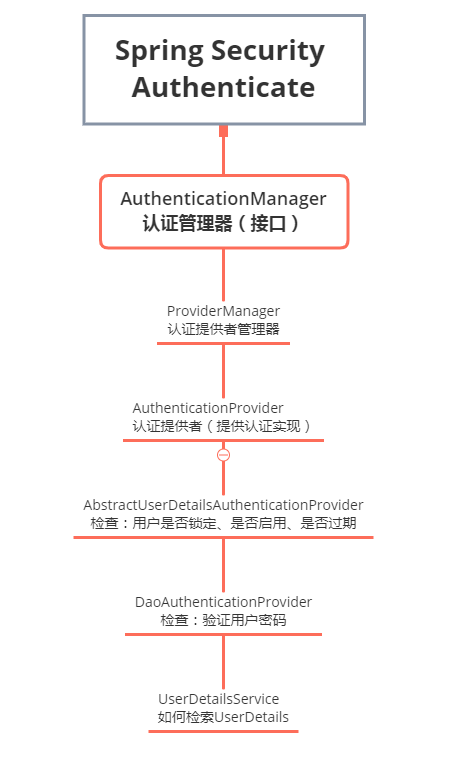 Spring Security
Authenticate
AuthenticationManager
认证管理器（接口）
ProviderManager
认证提供者管理器
AuthenticationProvider
认证提供者（提供认证实现）
AbstractUserDetailsAuthenticationProvider
检查：用户是否锁定、是否启用、是否过期
DaoAuthenticationProvider
检查：验证用户密码
UserDetailsService
如何检索UserDetails